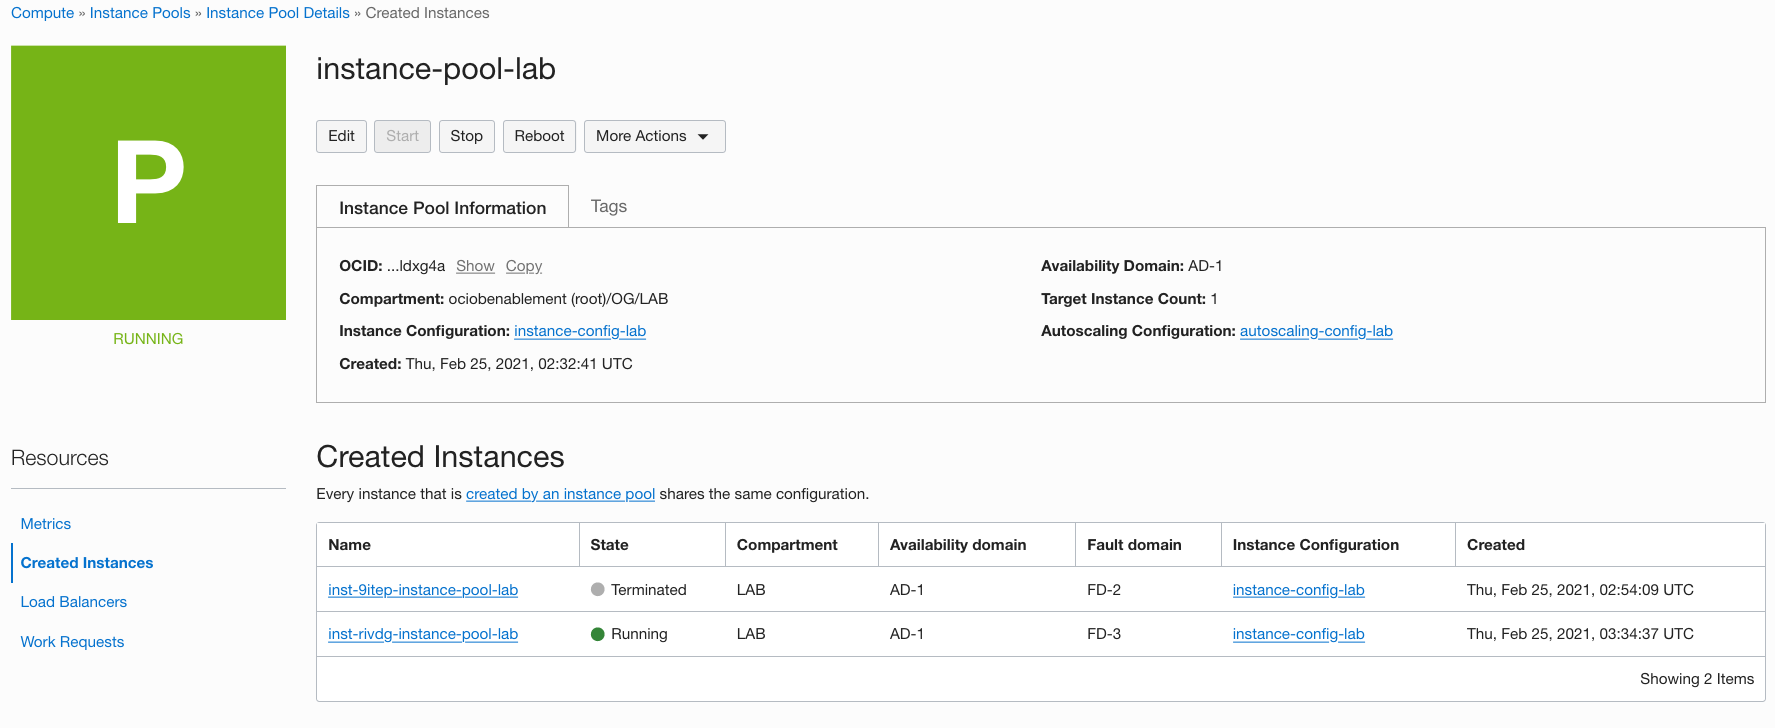 Compute » Instance Pools » Instance Pool Details » Created Instances
P
RUNNING
instance-pool-lab
Edit Start Stop Reboot More Actions
Instance Pool Information Tags
OCID: ...ldxg4a Show Copy
Compartment: ociobenablement (root)/OG/LAB
Instance Configuration: instance-config-lab
Created: Thu, Feb 25, 2021, 02:32:41 UTC
Availability Domain: AD-1
Target Instance Count: 1
Autoscaling Configuration: autoscaling-config-lab
Resources
Metrics
Created Instances
Load Balancers
Work Requests
Created Instances
Every instance that is created by an instance pool shares the same configuration.
Name State Compartment Availability domain Fault domain Instance Configuration Created
inst-9itep-instance-pool-lab Terminated LAB AD-1 FD-2 instance-config-lab Thu, Feb 25, 2021, 02:54:09 UTC
inst-rivdg-instance-pool-lab Running LAB AD-1 FD-3 instance-config-lab Thu, Feb 25, 2021, 03:34:37 UTC
Showing 2 Items